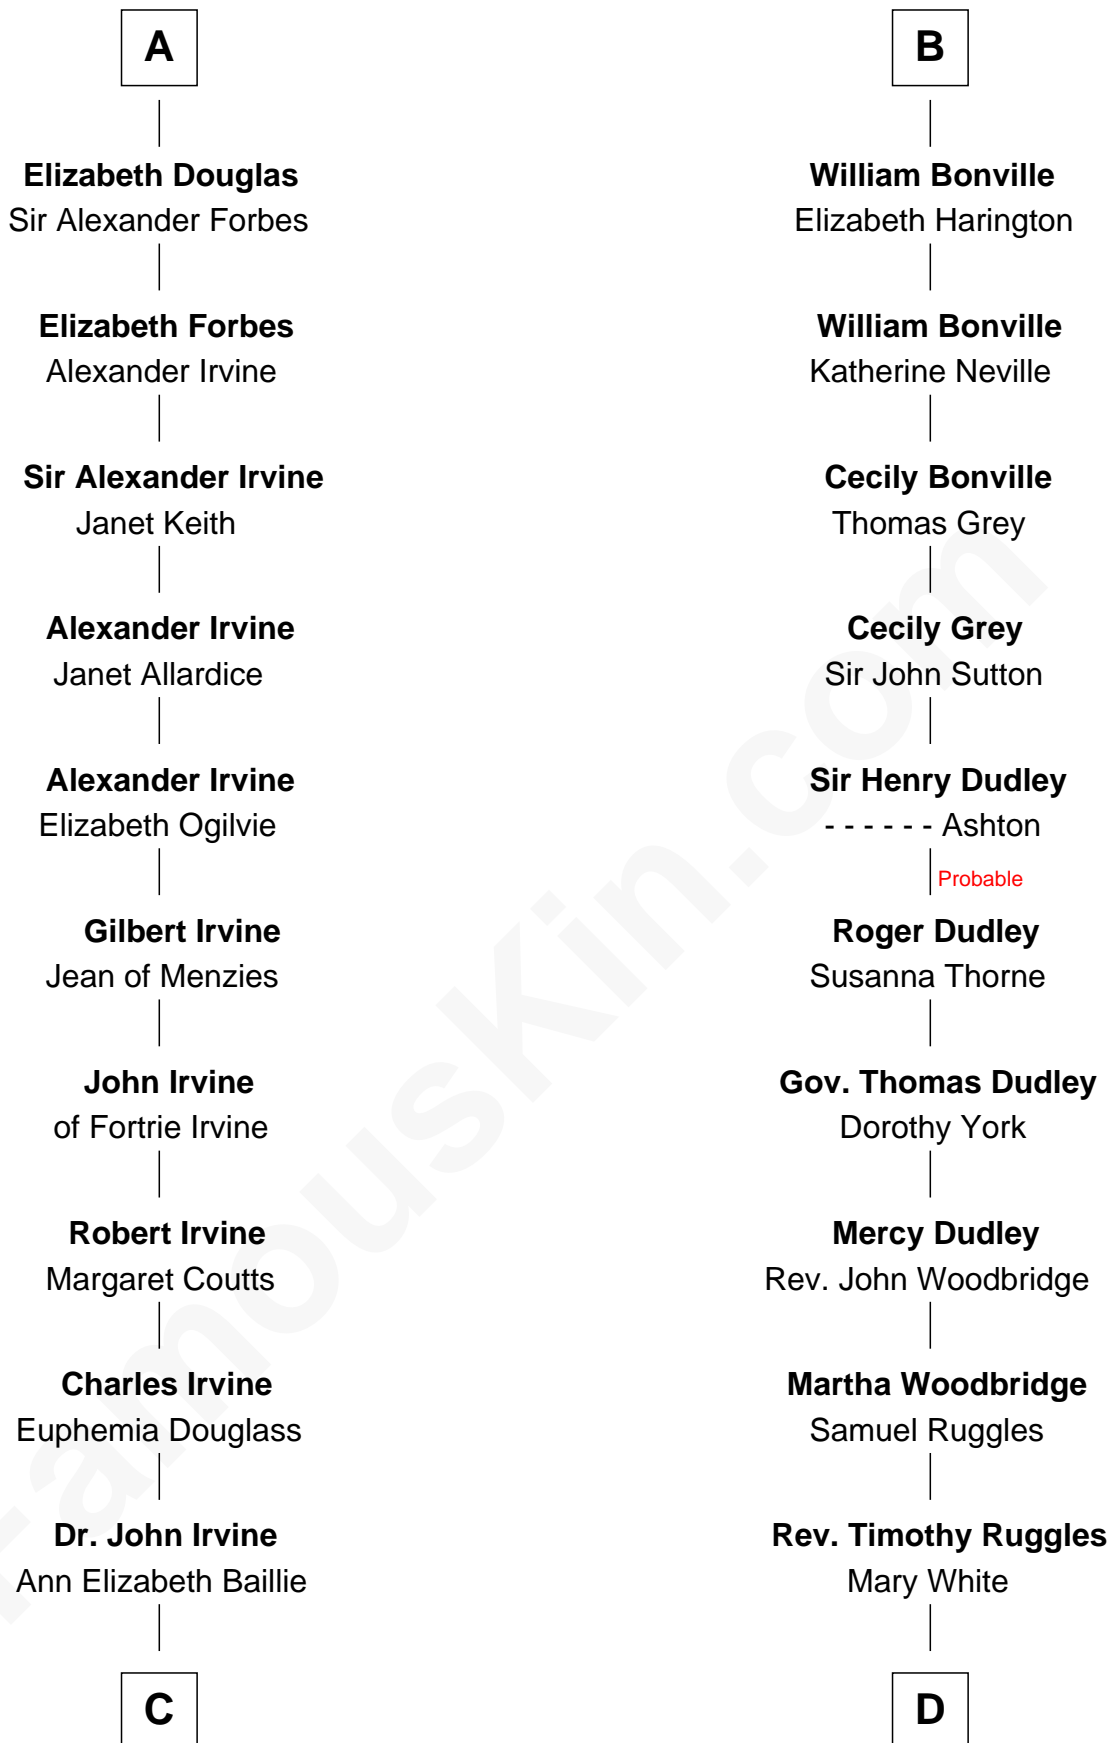 A
Elizabeth Douglas
Sir Alexander Forbes
Elizabeth Forbes
Alexander Irvine
Sir Alexander Irvine
Janet Keith
Alexander Irvine
Janet Allardice
Alexander Irvine
Elizabeth Ogilvie
Gilbert Irvine
Jean of Menzies
John Irvine
of Fortrie Irvine
Robert Irvine
Margaret Coutts
Charles Irvine
Euphemia Douglass
Dr. John Irvine
Ann Elizabeth Baillie
C
B
William Bonville
Elizabeth Harington
William Bonville
Katherine Neville
Cecily Bonville
Thomas Grey
Cecily Grey
Sir John Sutton
Sir Henry Dudley
- - - - - - Ashton
Probable
Roger Dudley
Susanna Thorne
Gov. Thomas Dudley
Dorothy York
Mercy Dudley
Rev. John Woodbridge
Martha Woodbridge
Samuel Ruggles
Rev. Timothy Ruggles
Mary White
D
FamousKin.com